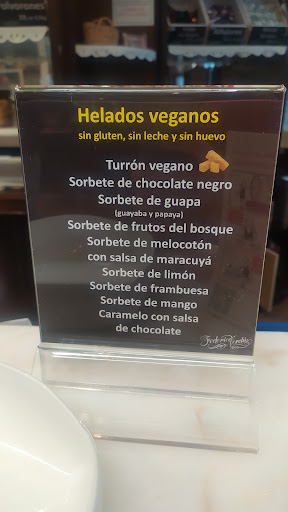 olvorones"
Helados veganos
sin gluten, sin leche y sin huevo
Turrón vegano
Sorbete de chocolate negro
Sorbete de guapa
(guayaba y papaya)
Sorbete de frutos del bosque
Sorbete de melocotón
con salsa de maracuyá
Sorbete de limón
Sorbete de frambuesa
Sorbete de mango
Caramelo con salsa
de chocolate